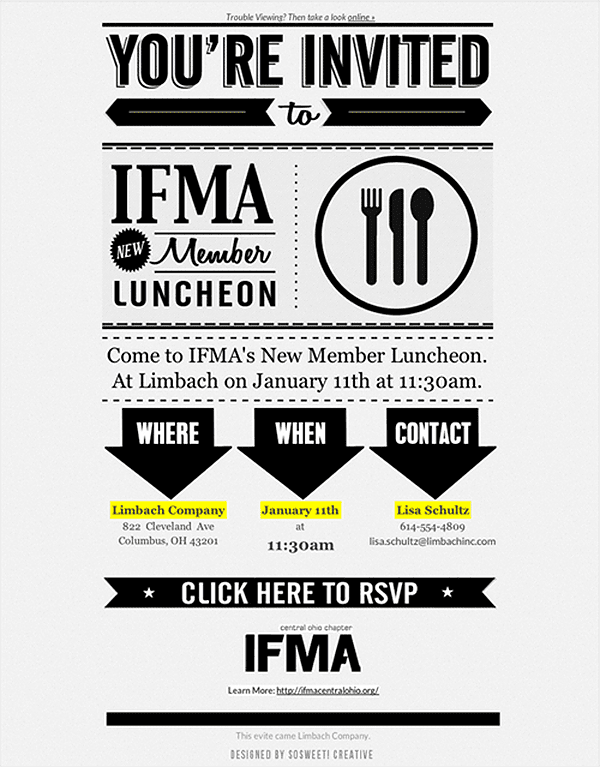 Trouble Viewing? Then take a look online »
YOU'RE INVITED
to
IFMA
NEW Member
LUNCHEON
Come to IFMA's New Member Luncheon.
At Limbach on January 11th at 11:30am.
WHERE
Limbach Company
822 Cleveland Ave
Columbus, OH 43201
WHEN
January 11th
at
11:30am
CONTACT
Lisa Schultz
614-554-4809
lisa.schultz@limbachinc.com
CLICK HERE TO RSVP
central ohio chapter
IFMA
Learn More: http://ifmacentralohio.org/
This evite came Limbach Company.
DESIGNED BY SOSWEET! CREATIVE